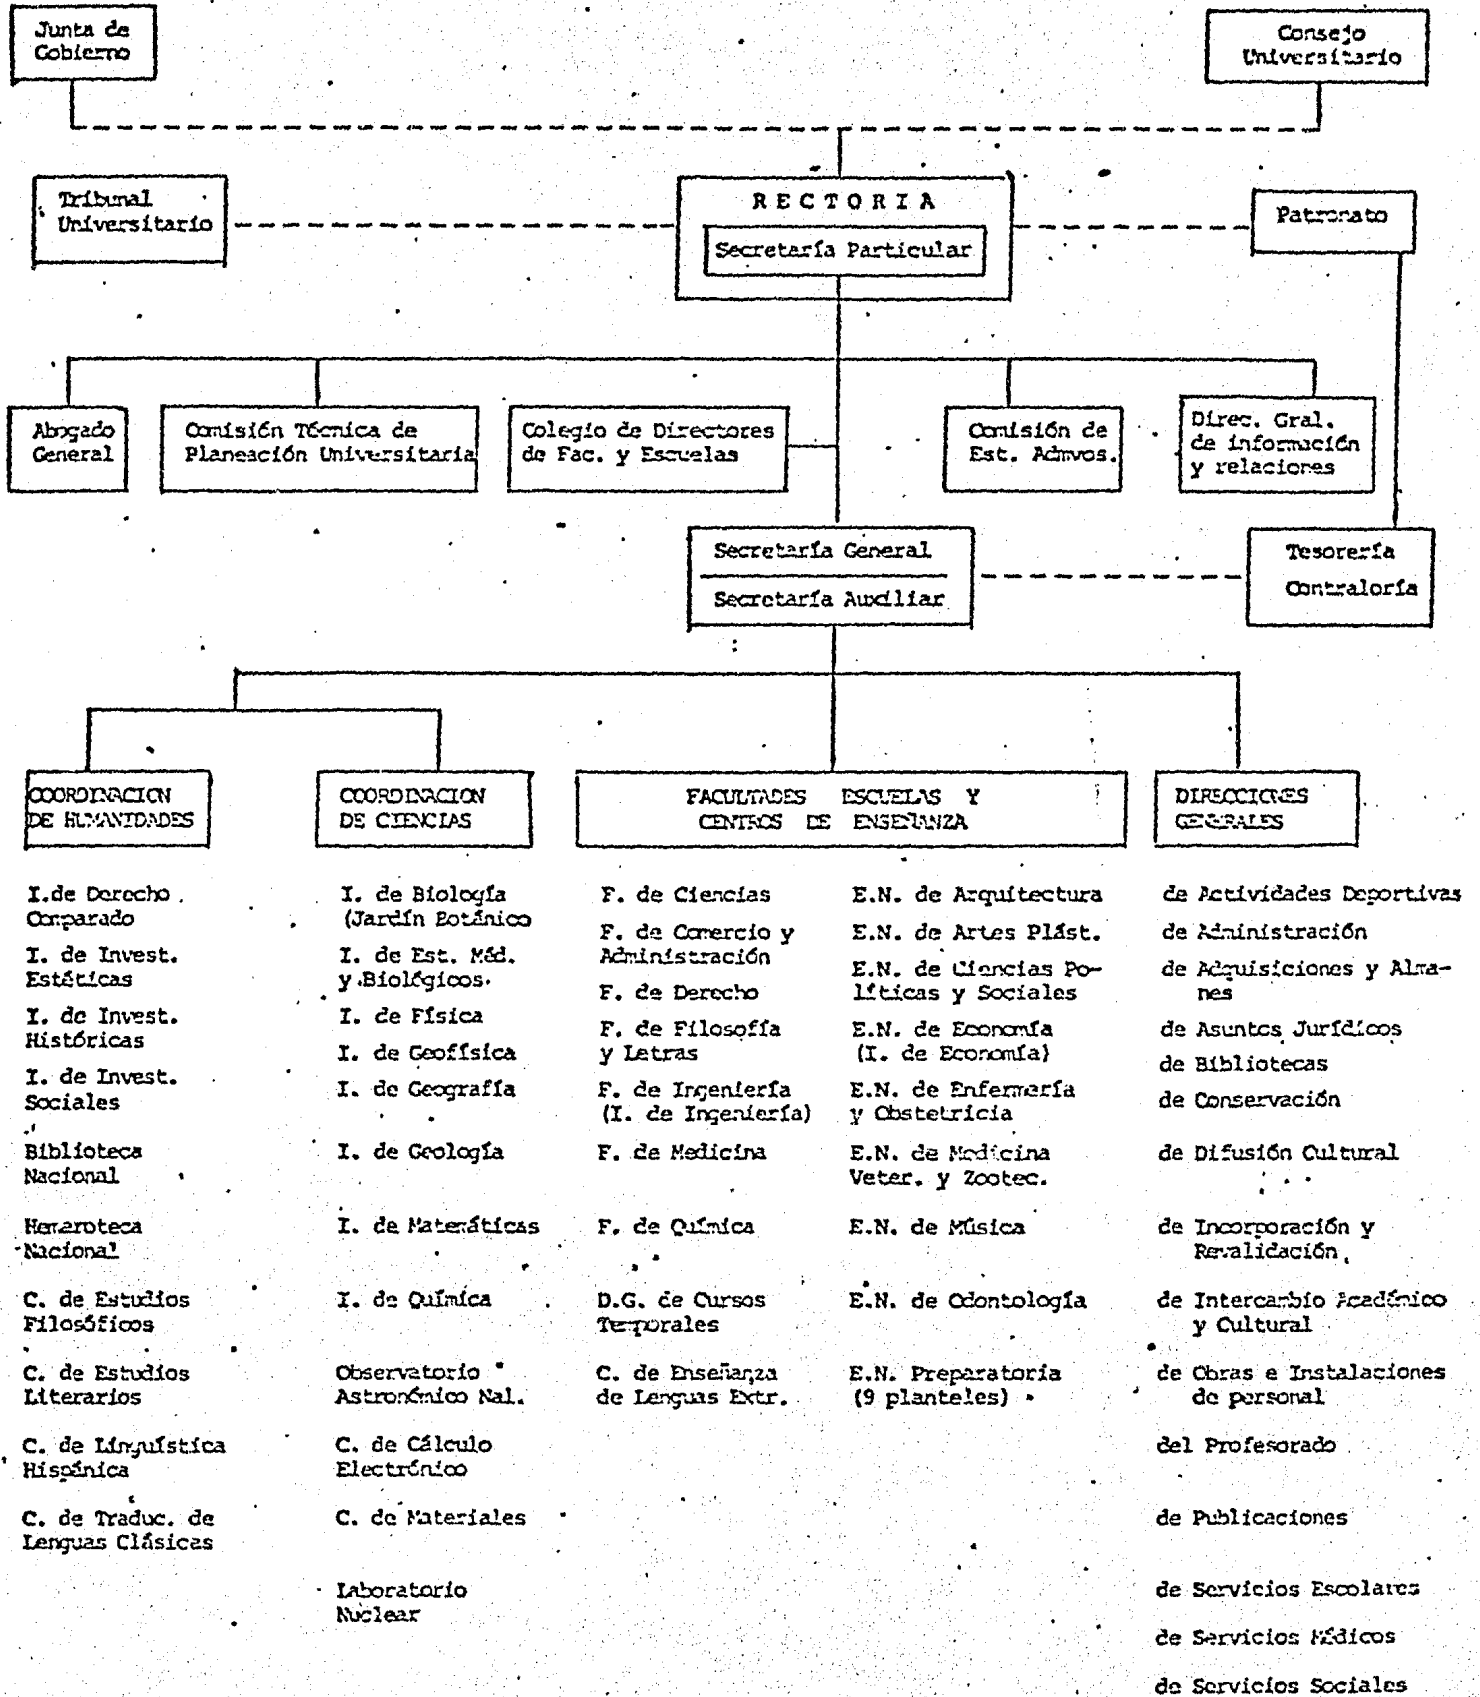 Junta de
Gobierno
Consejo
Universitario
Tribunal
Universitario
RECTORIA
Secretaría Particular
Patronato
Abogado
General
Comisión Técnica de
Planeación Universitaria
Colegio de Directores
de Fac. y Escuelas
Comisión de
Est. Admvos.
Direc. Gral.
de información
y relaciones
Secretaría General
Secretaría Auxiliar
Tesorería
Contraloría
COORDINACION
DE HUMANIDADES
I.de Derecho
Comparado
I. de Invest.
Estéticas
I. de Invest.
Históricas
I. de Invest.
Sociales
Biblioteca
Nacional
Hemeroteca
Nacional
C. de Estudios
Filosóficos
C. de Estudios
Literarios
C. de Linguística
Hispánica
C. de Traduc. de
Lenguas Clásicas
COORDINACION
DE CIENCIAS
I. de Biología
(Jardín Botánico
I. de Est. Méd.
y Biológicos.
I. de Física
I. de Geofísica
I. de Geografía
I. de Geología
I. de Matemáticas
I. de Química
Observatorio
Astronómico Nal.
C. de Cálculo
Electrónico
C. de Materiales
Laboratorio
Nuclear
FACULTADES ESCUELAS Y
CENTROS DE ENSEÑANZA
F. de Ciencias
F. de Comercio y
Administración
F. de Derecho
F. de Filosofía
y Letras
F. de Ingeniería
(I. de Ingeniería)
F. de Medicina
F. de Química
D.G. de Cursos
Temporales
C. de Enseñanza
de Lenguas Extr.
E.N. de Arquitectura
E.N. de Artes Plást.
E.N. de Ciencias Po-
líticas y Sociales
E.N. de Economía
(I. de Economía)
E.N. de Enfermería
y Obstetricia
E.N. de Medicina
Veter. y Zootec.
E.N. de Música
E.N. de Odontología
E.N. Preparatoria
(9 planteles)
DIRECCIONES
GENERALES
de Actividades Deportivas
de Administración
de Adquisiciones y Alma-
nes
de Asuntos Jurídicos
de Bibliotecas
de Conservación
de Difusión Cultural
de Incorporación y
Revalidación
de Intercambio Académico
y Cultural
de Obras e Instalaciones
de personal
del Profesorado
de Publicaciones
de Servicios Escolares
de Servicios Médicos
de Servicios Sociales